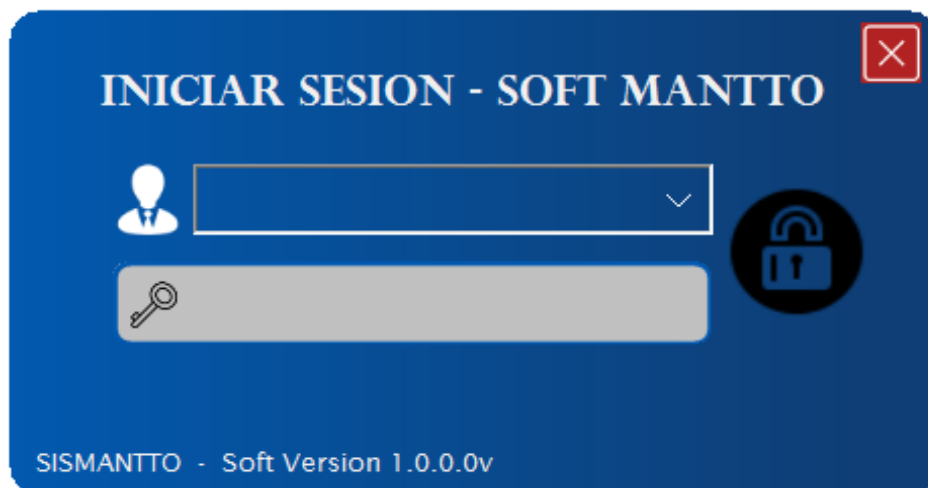 INICIAR SESION - SOFT MANTTO
SISMANTTO - Soft Version 1.0.0.0v